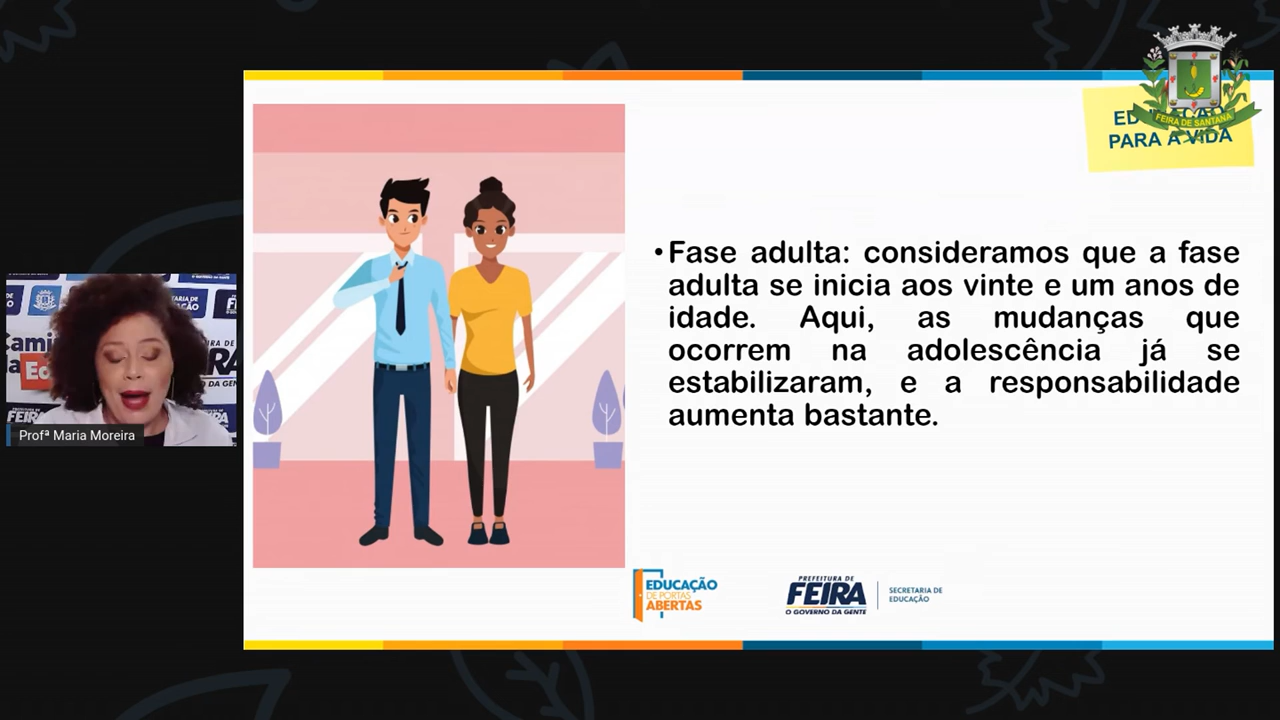 FEIRA DE SANTANA
PARA A VIDA
• Fase adulta: consideramos que a fase
adulta se inicia aos vinte e um anos de
idade. Aqui, as mudanças que
ocorrem na adolescência já se
estabilizaram, e a responsabilidade
aumenta bastante.
Profª Maria Moreira
FEIRA
EDUCAÇÃO
DE PORTAS
ABERTAS
PREFEITURA DE
FEIRA
O GOVERNO DA GENTE
SECRETARIA DE
EDUCAÇÃO